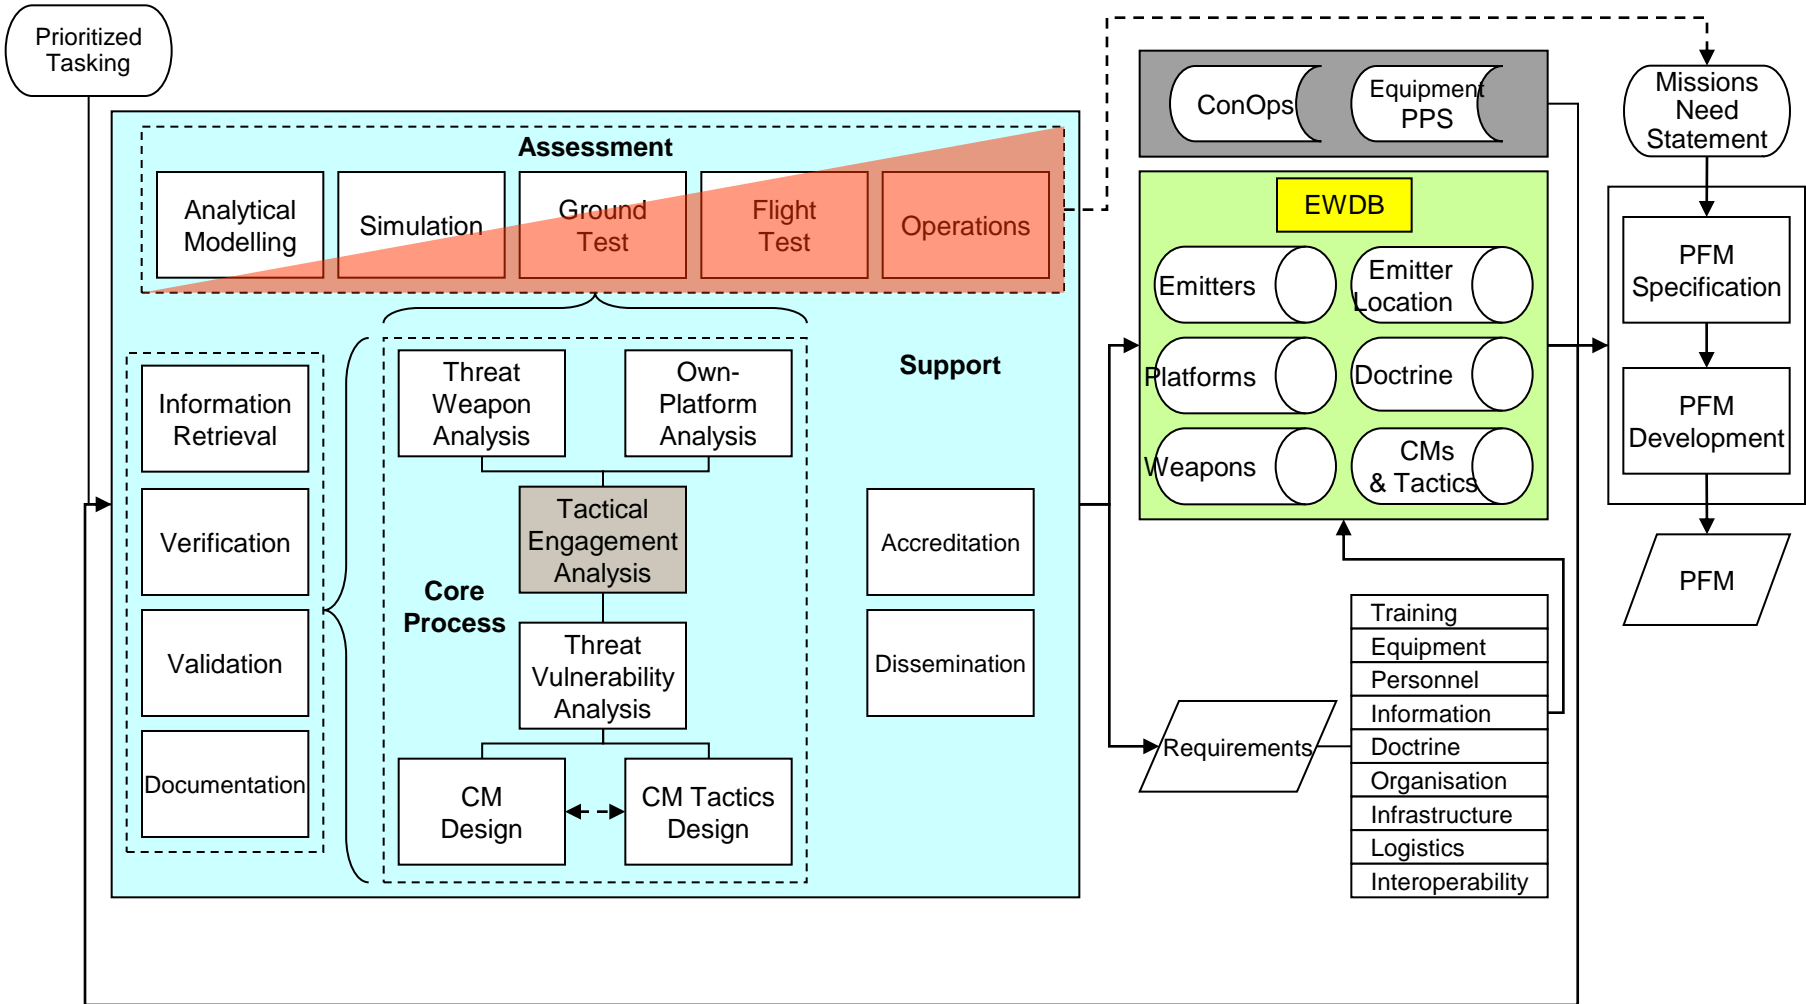 Prioritized
Tasking
Assessment
Analytical
Modelling
Simulation
Ground
Test
Flight
Test
Operations
Information
Retrieval
Verification
Validation
Documentation
Threat
Weapon
Analysis
Own-
Platform
Analysis
Tactical
Engagement
Analysis
Core
Process
Threat
Vulnerability
Analysis
CM
Design
CM Tactics
Design
Support
Accreditation
Dissemination
ConOps
Equipment
PPS
EWDB
Emitters
Emitter
Location
Platforms
Doctrine
Weapons
CMs
& Tactics
Requirements
Training
Equipment
Personnel
Information
Doctrine
Organisation
Infrastructure
Logistics
Interoperability
Missions
Need
Statement
PFM
Specification
PFM
Development
PFM